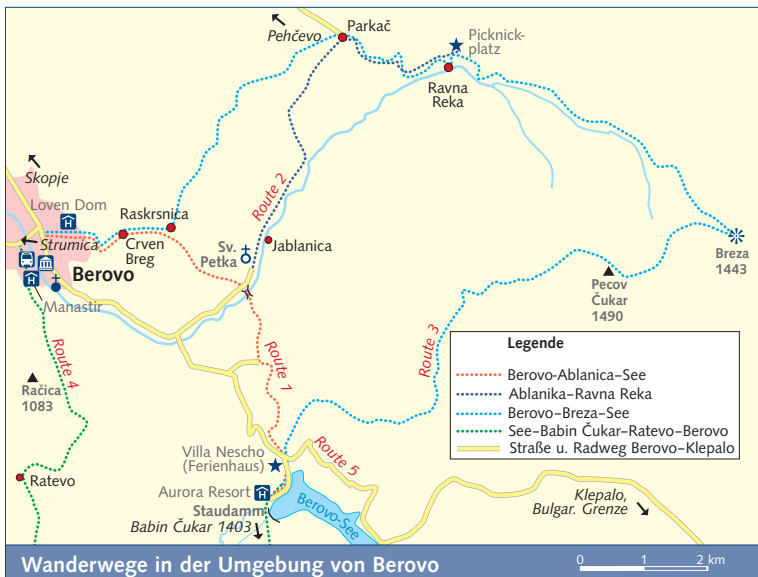 Pehčevo
Parkač
Picknick-
platz
Ravna
Reka
Skopje
Loven Dom
Raskrsnica
Route 2
Strumica
Crven
Breg
Sv.
Petka
Jablanica
Breza
1443
Berovo
Pecov
Čukar
1490
Manastir
Route 4
Route 1
Route 3
Račica
1083
Legende
Berovo-Ablanica-See
Ablanika-Ravna Reka
Berovo-Breza-See
See-Babin Čukar-Ratevo-Berovo
Straße u. Radweg Berovo-Klepalo
Villa Nescho
(Ferienhaus)
Route 5
Ratevo
Aurora Resort
Staudamm
Babin Čukar 1403
Berovo-See
Klepalo,
Bulgar. Grenze
Wanderwege in der Umgebung von Berovo
0 1 2 km